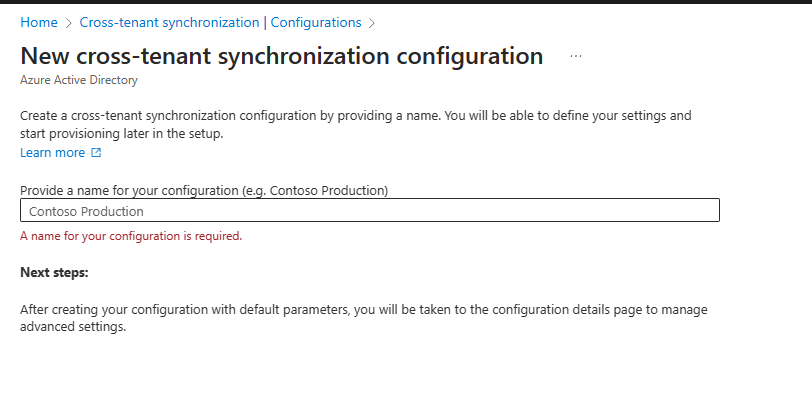 Home > Cross-tenant synchronization | Configurations >
New cross-tenant synchronization configuration ...
Azure Active Directory
Create a cross-tenant synchronization configuration by providing a name. You will be able to define your settings and
start provisioning later in the setup.
Learn more
Provide a name for your configuration (e.g. Contoso Production)
Contoso Production
A name for your configuration is required.
Next steps:
After creating your configuration with default parameters, you will be taken to the configuration details page to manage
advanced settings.